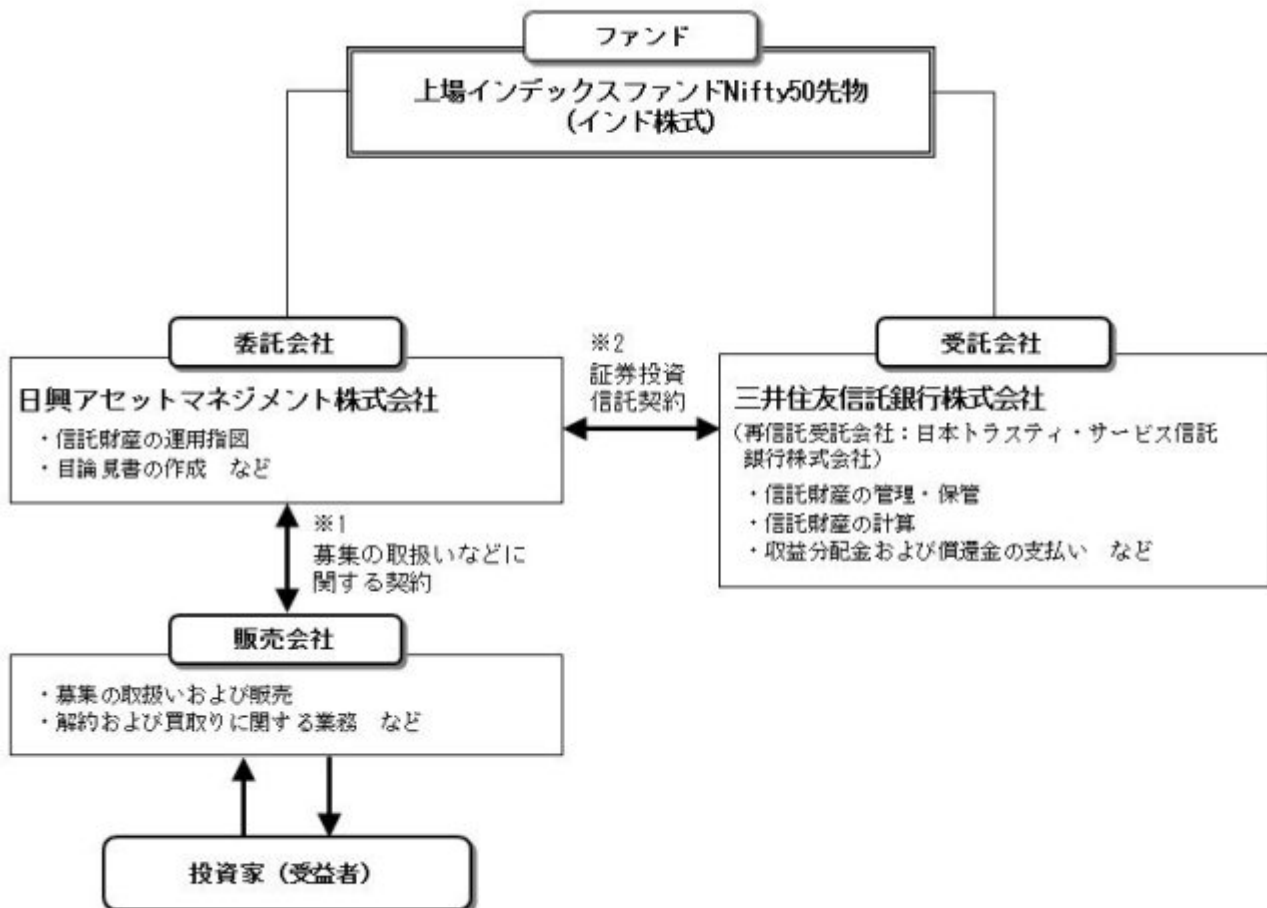 ファンド
上場インデックスファンドNifty50先物
(インド株式)
委託会社
日興アセットマネジメント株式会社
・信託財産の運用指図
・目論見書の作成　など
※2
証券投資
信託契約
受託会社
三井住友信託銀行株式会社
(再信託受託会社：日本トラスティ・サービス信託
銀行株式会社)
・信託財産の管理・保管
・信託財産の計算
・収益分配金および償還金の支払い　など
※1
募集の取扱いなどに
関する契約
販売会社
・募集の取扱いおよび販売
・解約および買取りに関する業務　など
投資家(受益者)